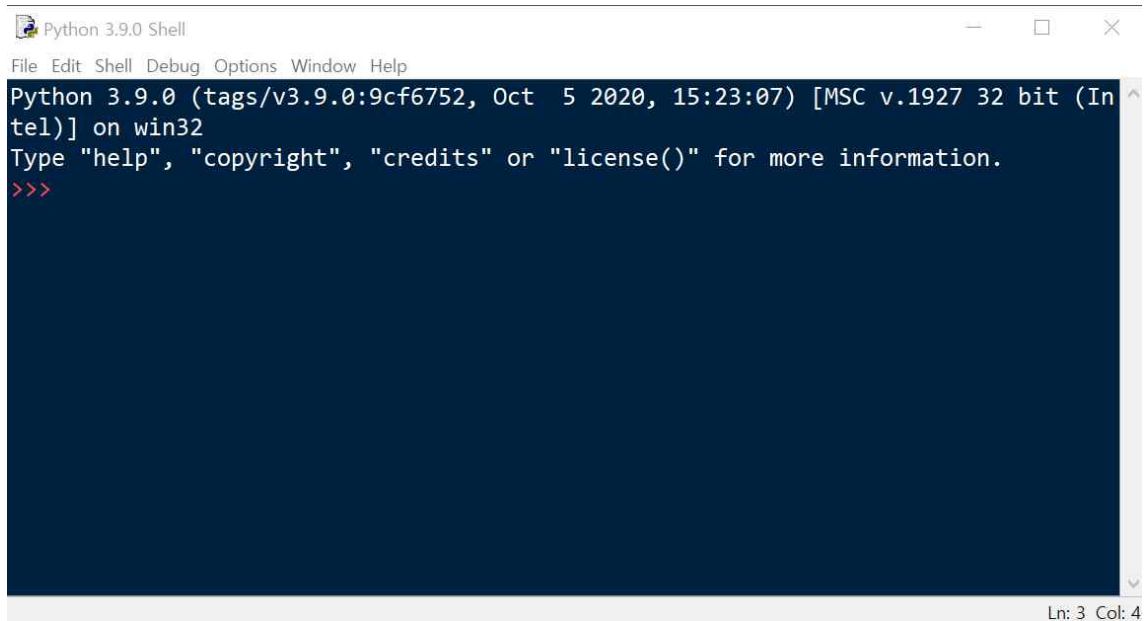 Python 3.9.0 Shell
File Edit Shell Debug Options Window Help
Python 3.9.0 (tags/v3.9.0:9cf6752, Oct  5 2020, 15:23:07) [MSC v.1927 32 bit (In
tel)] on win32
Type "help", "copyright", "credits" or "license()" for more information.
>>>
Ln: 3 Col: 4